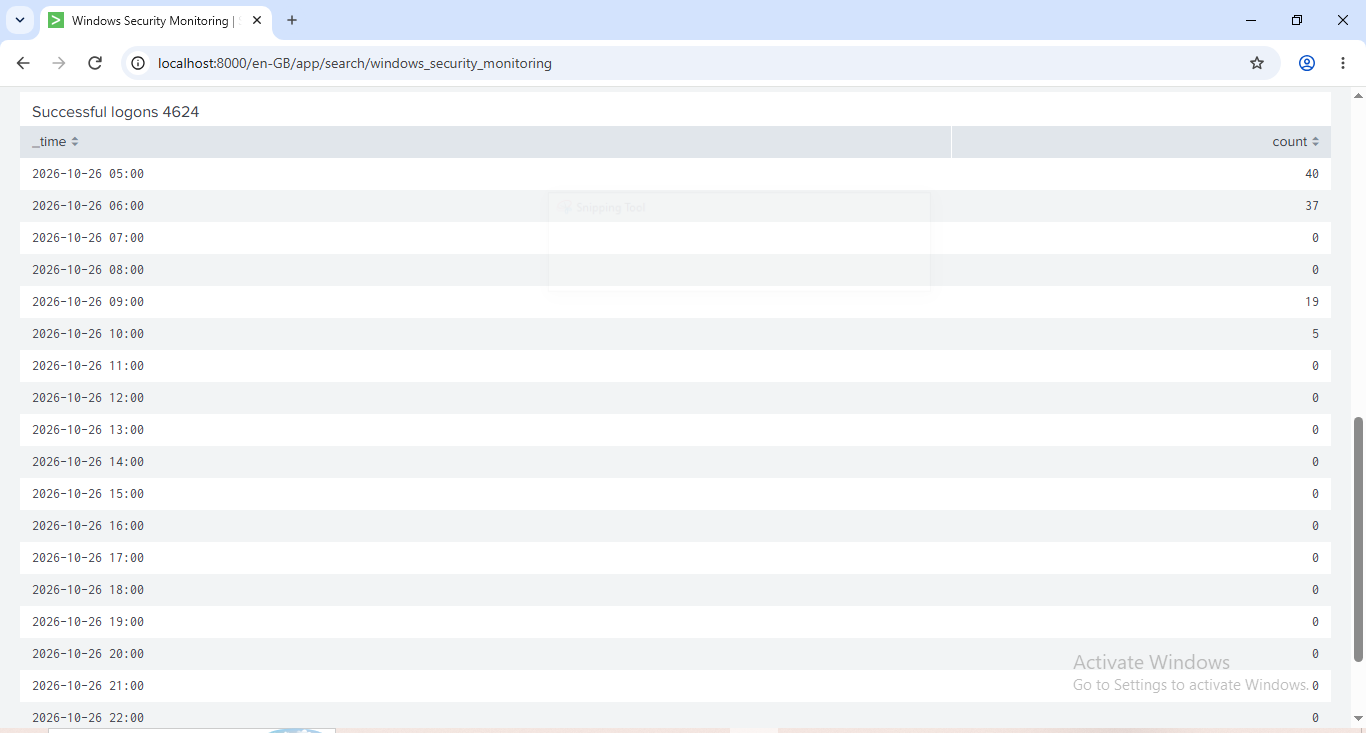 Windows Security Monitoring | S
localhost:8000/en-GB/app/search/windows_security_monitoring
Successful logons 4624
_time count
2026-10-26 05:00 40
2026-10-26 06:00 37
Snipping Tool
2026-10-26 07:00 0
2026-10-26 08:00 0
2026-10-26 09:00 19
2026-10-26 10:00 5
2026-10-26 11:00 0
2026-10-26 12:00 0
2026-10-26 13:00 0
2026-10-26 14:00 0
2026-10-26 15:00 0
2026-10-26 16:00 0
2026-10-26 17:00 0
2026-10-26 18:00 0
2026-10-26 19:00 0
2026-10-26 20:00 0
Activate Windows
Go to Settings to activate Windows.
2026-10-26 21:00 0
2026-10-26 22:00 0